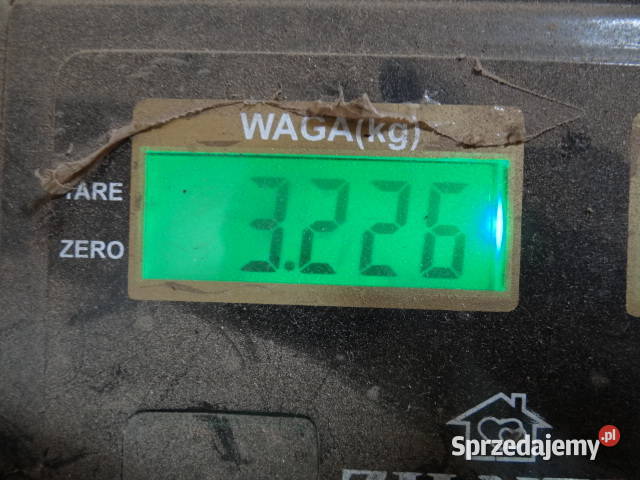 WAGA(kg)
TARE
3.226
ZERO
Sprzedajemy.pl